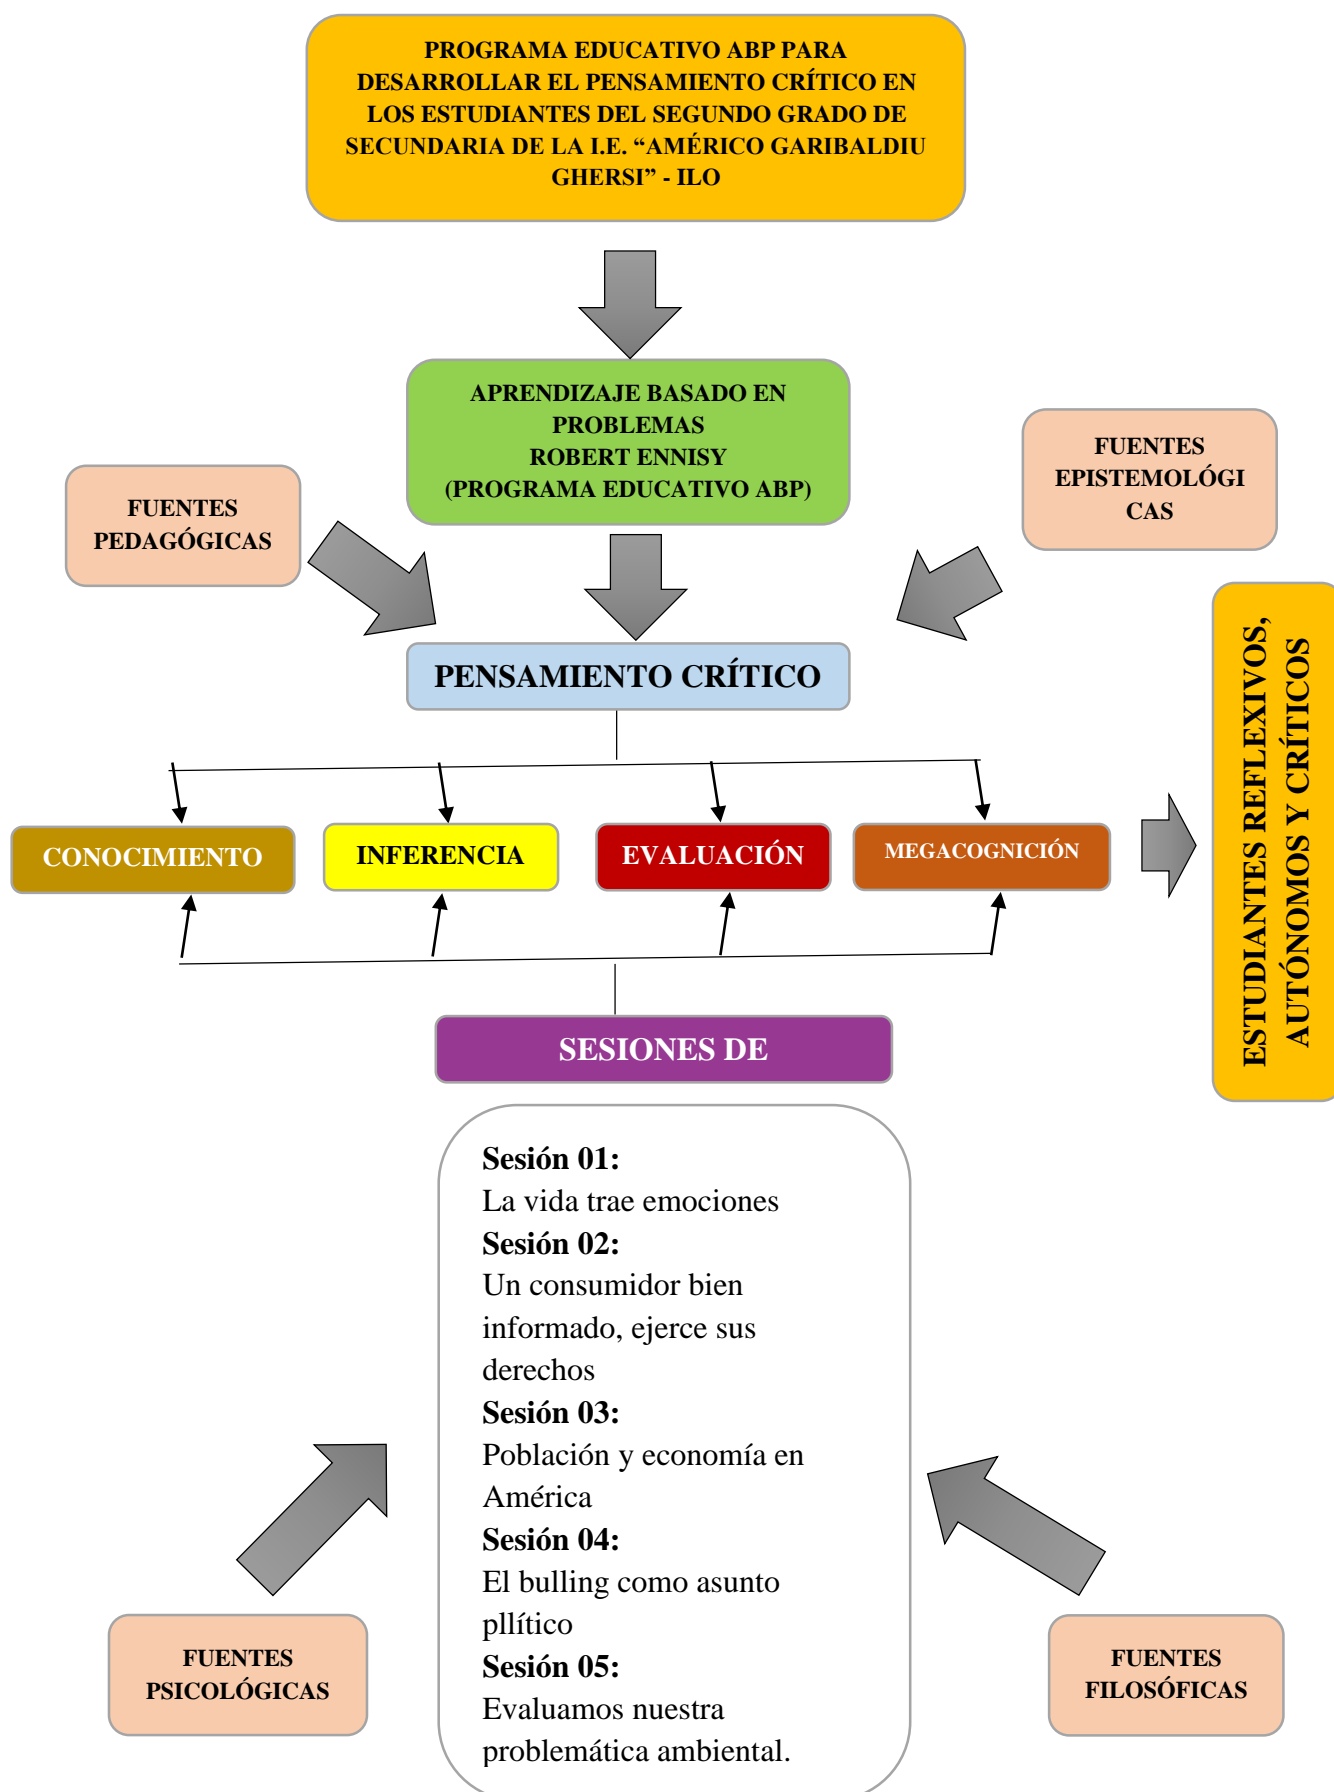 PROGRAMA EDUCATIVO ABP PARA
DESARROLLAR EL PENSAMIENTO CRÍTICO EN
LOS ESTUDIANTES DEL SEGUNDO GRADO DE
SECUNDARIA DE LA I.E. “AMÉRICO GARIBALDIU
GHERSI” - ILO
APRENDIZAJE BASADO EN
PROBLEMAS
ROBERT ENNISY
(PROGRAMA EDUCATIVO ABP)
FUENTES
EPISTEMOLÓGI
CAS
FUENTES
PEDAGÓGICAS
PENSAMIENTO CRÍTICO
CONOCIMIENTO
INFERENCIA
EVALUACIÓN
MEGACOGNICIÓN
ESTUDIANTES REFLEXIVOS,
AUTÓNOMOS Y CRÍTICOS
SESIONES DE
Sesión 01:
La vida trae emociones
Sesión 02:
Un consumidor bien
informado, ejerce sus
derechos
Sesión 03:
Población y economía en
América
Sesión 04:
El bulling como asunto
pllítico
Sesión 05:
Evaluamos nuestra
problemática ambiental.
FUENTES
PSICOLÓGICAS
FUENTES
FILOSÓFICAS